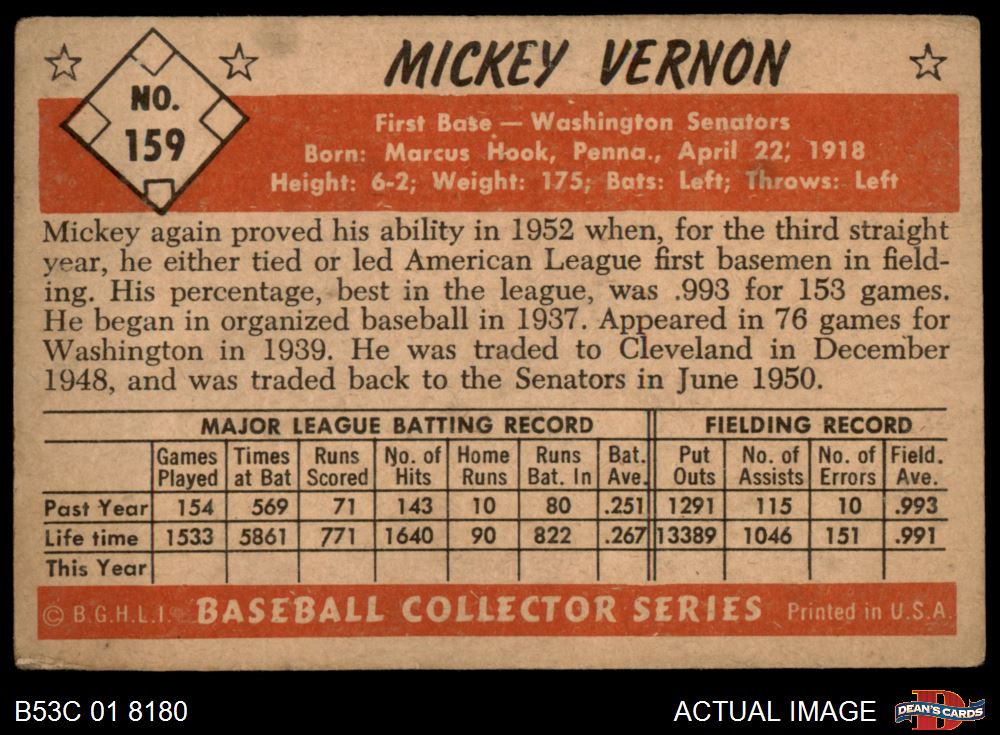 MICKEY VERNON
NO.
159
First Base — Washington Senators
Born: Marcus Hook, Penna., April 22, 1918
Height: 6-2; Weight: 175; Bats: Left; Throws: Left
Mickey again proved his ability in 1952 when, for the third straight
year, he either tied or led American League first basemen in field-
ing. His percentage, best in the league, was .993 for 153 games.
He began in organized baseball in 1937. Appeared in 76 games for
Washington in 1939. He was traded to Cleveland in December
1948, and was traded back to the Senators in June 1950.
MAJOR LEAGUE BATTING RECORD FIELDING RECORD
Games Times Runs No. of Home Runs Bat. Put No. of No. of Field.
Played at Bat Scored Hits Runs Bat. In Ave. Outs Assists Errors Ave.
Past Year 154 569 71 143 10 80 .251 1291 115 10 .993
Life time 1533 5861 771 1640 90 822 .267 13389 1046 151 .991
This Year
© B.G.H.L.I. BASEBALL COLLECTOR SERIES Printed in U.S.A.
B53C 01 8180 ACTUAL IMAGE DEAN'S CARDS